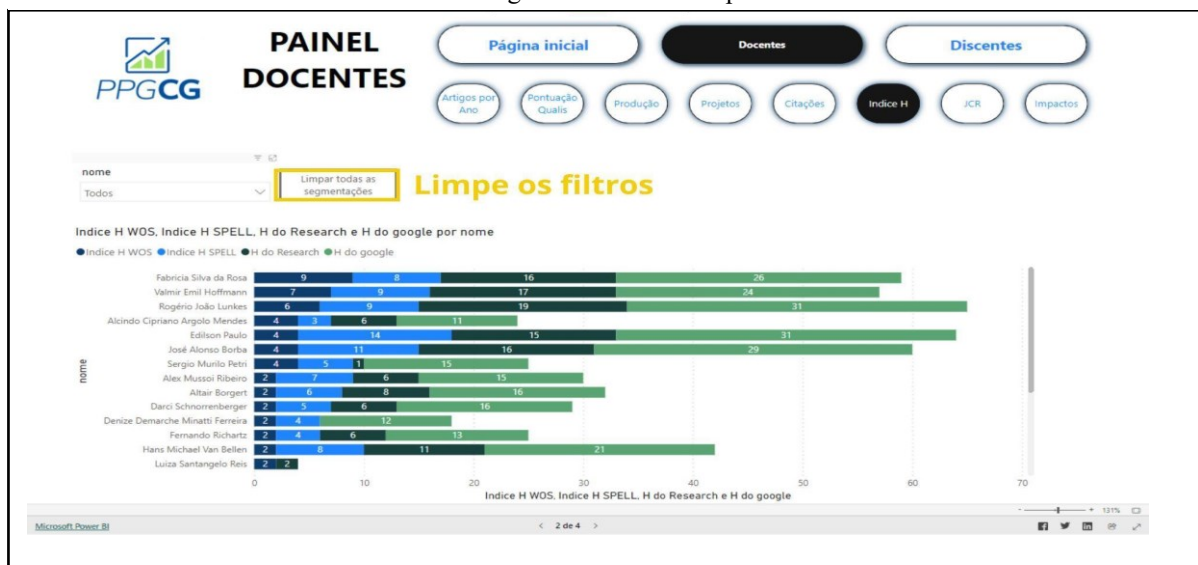 PAINEL
DOCENTES
PPGCG
Página inicial
Docentes
Discentes
Artigos por
Ano
Pontuação
Qualis
Produção
Projetos
Citações
Indice H
JCR
Impactos
nome
Todos
Limpar todas as
segmentações
Limpe os filtros
Indice H WOS, Indice H SPELL, H do Research e H do google por nome
Indice H WOS Indice H SPELL H do Research H do google
Fabricia Silva da Rosa 9 8 16 26
Valmir Emil Hoffmann 7 9 17 24
Rogério João Lunkes 6 9 19 31
Alcindo Cipriano Argolo Mendes 4 3 6 11
Edilson Paulo 4 14 15 31
José Alonso Borba 4 11 16 29
Sergio Murilo Petri 4 5 1 15
Alex Mussoi Ribeiro 2 7 6 15
Altair Borgert 2 6 8 16
Darci Schnorrenberger 2 5 6 16
Denize Demarche Minatti Ferreira 2 4 12
Fernando Richartz 2 4 6 13
Hans Michael Van Bellen 2 8 11 21
Luiza Santangelo Reis 2 2
nome
0 10 20 30 40 50 60 70
Indice H WOS, Indice H SPELL, H do Research e H do google
- + 131%
Microsoft Power BI
< 2 de 4 >